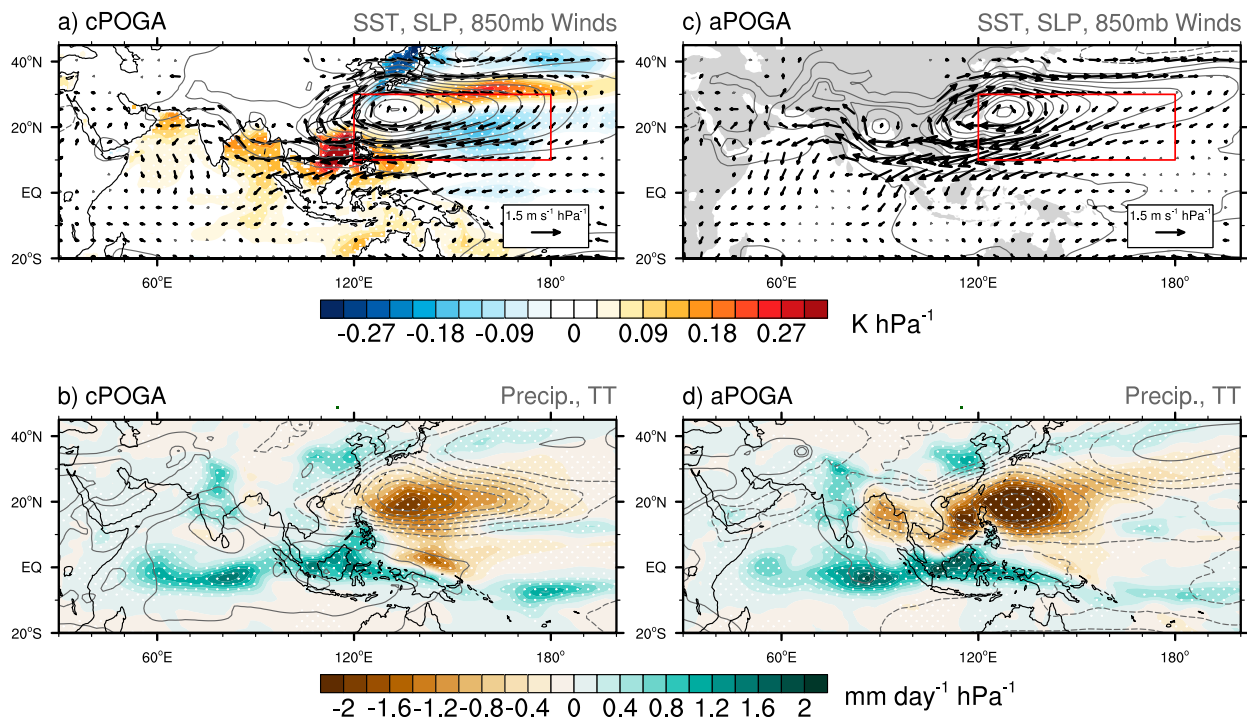 a) cPOGA SST, SLP, 850mb Winds
40°N
20°N
EQ
20°S
1.5 m s⁻¹ hPa⁻¹
60°E 120°E 180°
c) aPOGA SST, SLP, 850mb Winds
40°N
20°N
EQ
20°S
1.5 m s⁻¹ hPa⁻¹
60°E 120°E 180°
-0.27 -0.18 -0.09 0 0.09 0.18 0.27 K hPa⁻¹
b) cPOGA Precip., TT
40°N
20°N
EQ
20°S
60°E 120°E 180°
d) aPOGA Precip., TT
40°N
20°N
EQ
20°S
60°E 120°E 180°
-2 -1.6 -1.2 -0.8 -0.4 0 0.4 0.8 1.2 1.6 2 mm day⁻¹ hPa⁻¹